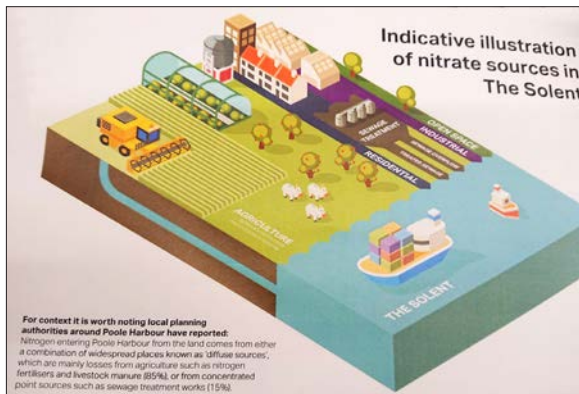 Indicative illustration
of nitrate sources in
The Solent
OPEN SPACE
INDUSTRIAL
SEWAGE
TREATMENT
RESIDENTIAL
AGRICULTURE
THE SOLENT
For context it is worth noting local planning
authorities around Poole Harbour have reported:
Nitrogen entering Poole Harbour from the land comes from either
a combination of widespread places known as 'diffuse sources',
which are mainly losses from agriculture such as nitrogen
fertilisers and livestock manure (85%), or from concentrated
point sources such as sewage treatment works (15%).